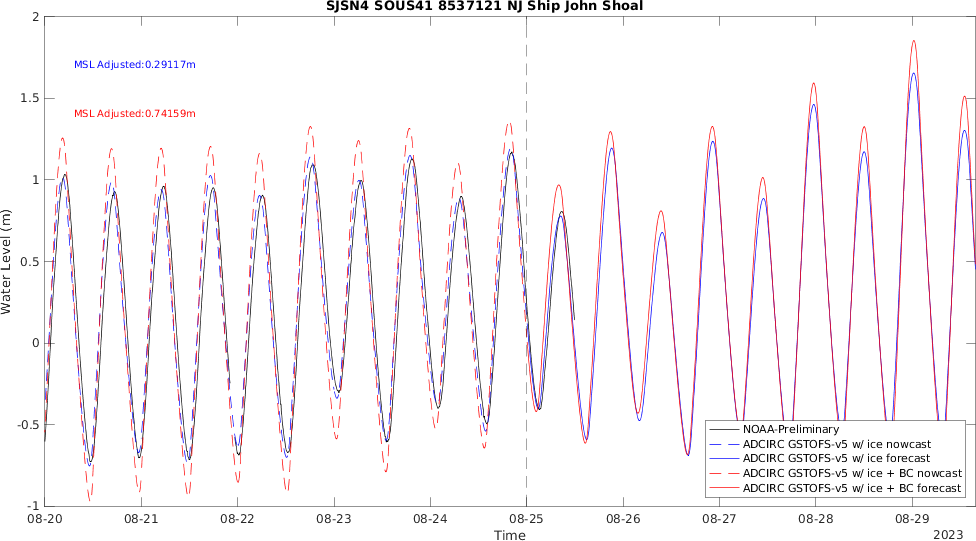 SJSN4 SOUS41 8537121 NJ Ship John Shoal
2
1.5
1
0.5
0
-0.5
-1
Water Level (m)
MSL Adjusted:0.29117m
MSL Adjusted:0.74159m
NOAA-Preliminary
ADCIRC GSTOFS-v5 w/ ice nowcast
ADCIRC GSTOFS-v5 w/ ice forecast
ADCIRC GSTOFS-v5 w/ ice + BC nowcast
ADCIRC GSTOFS-v5 w/ ice + BC forecast
08-20 08-21 08-22 08-23 08-24 08-25 08-26 08-27 08-28 08-29
Time
2023